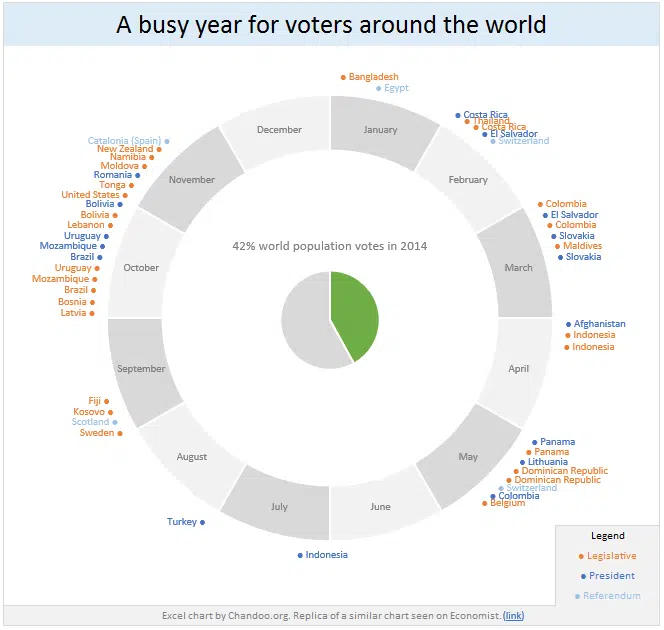 A busy year for voters around the world
Bangladesh
Egypt
Costa Rica
Thailand
Costa Rica
El Salvador
Switzerland
Colombia
El Salvador
Colombia
Slovakia
Maldives
Slovakia
Afghanistan
Indonesia
Indonesia
Panama
Panama
Lithuania
Dominican Republic
Dominican Republic
Switzerland
Colombia
Belgium
Indonesia
Turkey
Sweden
Scotland
Kosovo
Fiji
Latvia
Bosnia
Brazil
Mozambique
Uruguay
Brazil
Mozambique
Uruguay
Lebanon
Bolivia
Bolivia
United States
Tonga
Romania
Moldova
Namibia
New Zealand
Catalonia (Spain)
January
February
March
April
May
June
July
August
September
October
November
December
42% world population votes in 2014
Legend
Legislative
President
Referendum
Excel chart by Chandoo.org. Replica of a similar chart seen on Economist. (link)